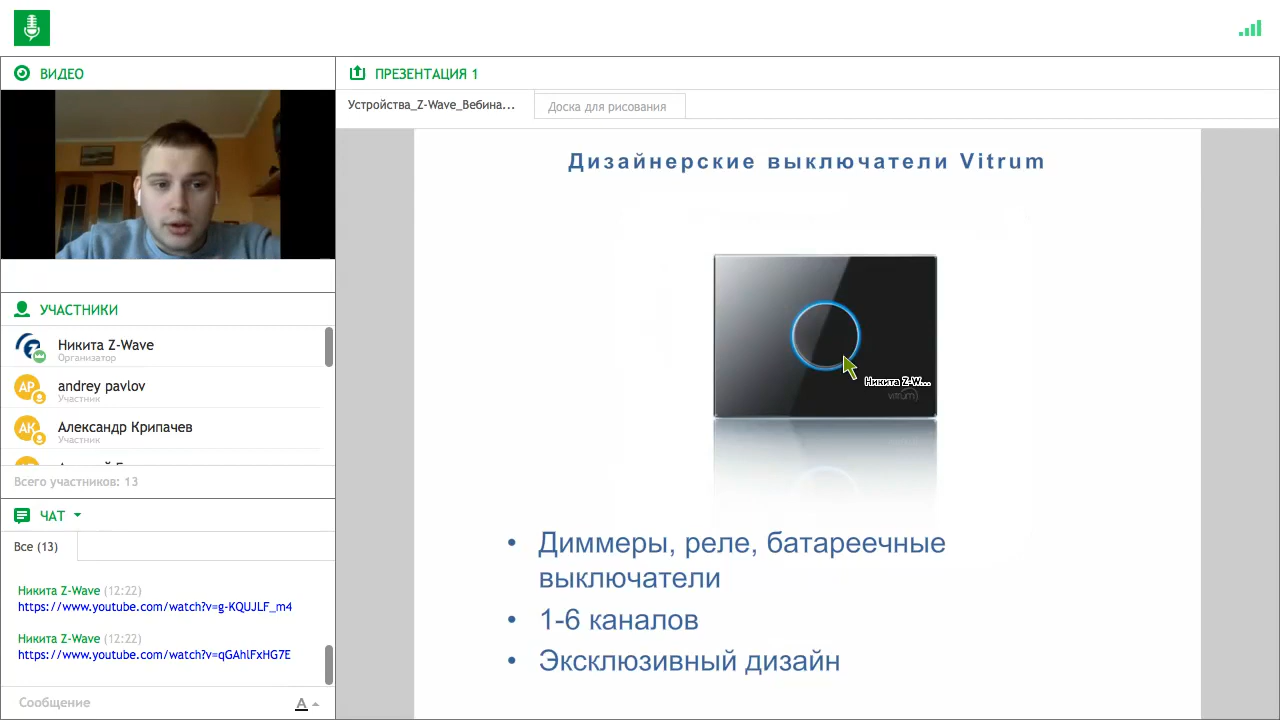 ВИДЕО
ПРЕЗЕНТАЦИЯ 1
Устройства_Z-Wave_Вебина...
Доска для рисования
Дизайнерские выключатели Vitrum
Никита Z-W...
vitrum
УЧАСТНИКИ
Никита Z-Wave
Организатор
AP
andrey pavlov
Участник
АК
Александр Крипачев
Участник
Всего участников: 13
ЧАТ
Все (13)
Никита Z-Wave (12:22)
https://www.youtube.com/watch?v=g-KQUJLF_m4
Никита Z-Wave (12:22)
https://www.youtube.com/watch?v=qGAhlFxHG7E
Сообщение
A
• Диммеры, реле, батареечные
выключатели
• 1-6 каналов
• Эксклюзивный дизайн